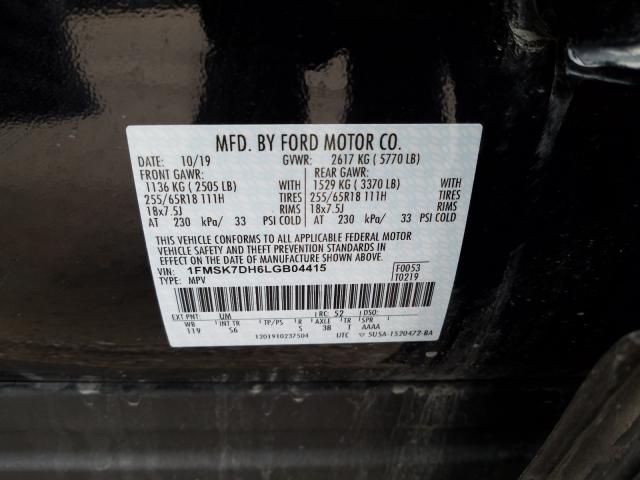 MFD. BY FORD MOTOR CO.
DATE: 10/19 GVWR: 2617 KG ( 5770 LB)
FRONT GAWR: REAR GAWR:
1136 KG ( 2505 LB) WITH 1529 KG ( 3370 LB) WITH
255/65R18 111H TIRES 255/65R18 111H TIRES
18x7.5J RIMS 18x7.5J RIMS
AT 230 kPa/ 33 PSI COLD AT 230 kPa/ 33 PSI COLD
THIS VEHICLE CONFORMS TO ALL APPLICABLE FEDERAL MOTOR
VEHICLE SAFETY AND THEFT PREVENTION STANDARDS IN
EFFECT ON THE DATE OF MANUFACTURE SHOWN ABOVE.
VIN: 1FMSK7DH6LGB04415 F0053
TYPE: MPV T0219
EXT PNT: UM RC: 52 DSO:
WB INT TR TP/PS R AXLE TR SPR
119 S6 5 3B T AAAA
1201910237504 UTC 5U5A-1520472-BA